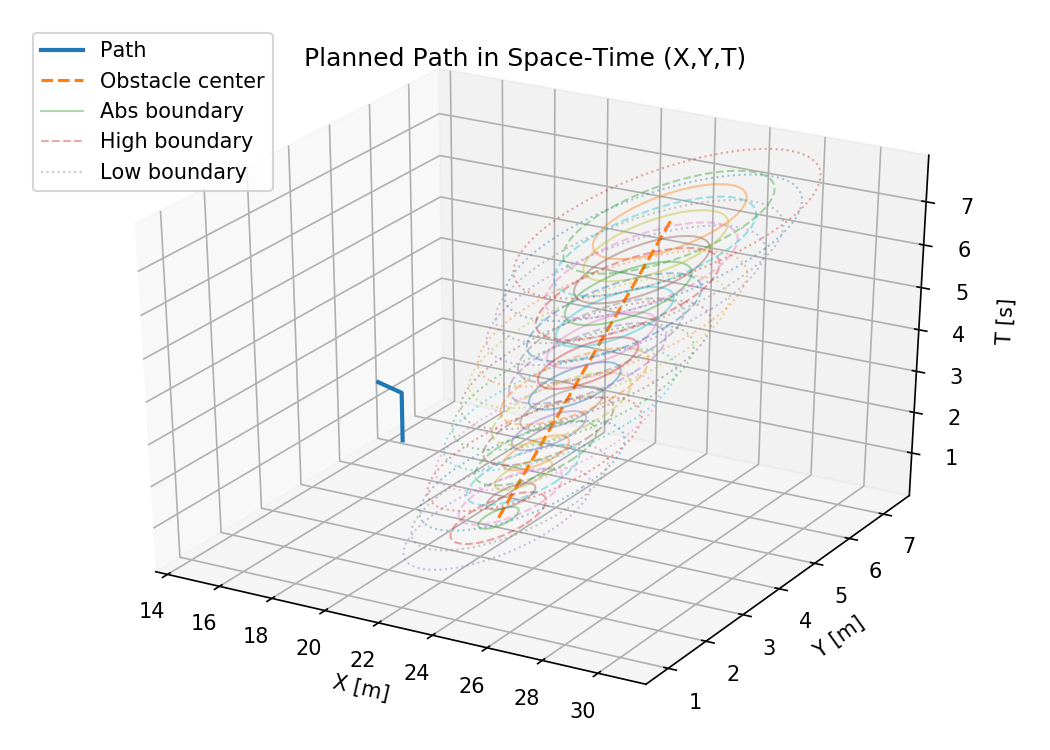 Planned Path in Space-Time (X,Y,T)
Path
Obstacle center
Abs boundary
High boundary
Low boundary
7
6
5
4
3
2
1
T [s]
7
6
5
4
3
2
1
Y [m]
14
16
18
20
22
24
26
28
30
X [m]